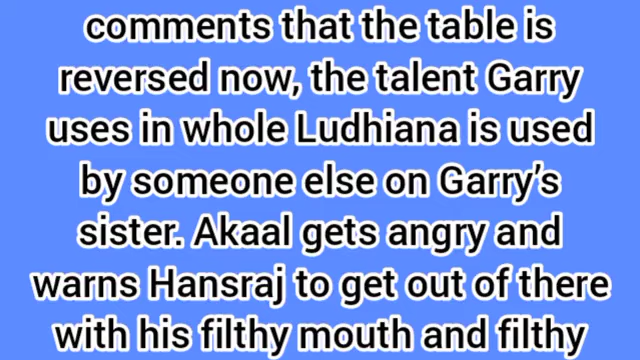 comments that the table is
reversed now, the talent Garry
uses in whole Ludhiana is used
by someone else on Garry’s
sister. Akaal gets angry and
warns Hansraj to get out of there
with his filthy mouth and filthy